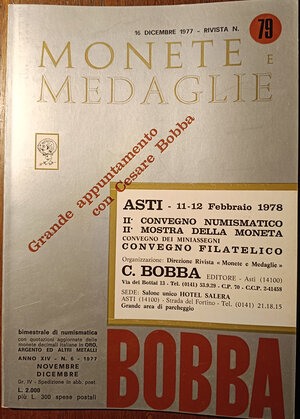 16 DICEMBRE 1977 - RIVISTA N. 79
MONETE e
MEDAGLIE
Grande appuntamento
con Cesare Bobba
ASTI - 11-12 Febbraio 1978
II° CONVEGNO NUMISMATICO
II° MOSTRA DELLA MONETA
CONVEGNO DEI MINIASSEGNI
CONVEGNO FILATELICO
Organizzazione: Direzione Rivista « Monete e Medaglie »
C. BOBBA EDITORE - Asti (14100)
Via dei Bottai 13 - Tel. (0141) 53.9.29 - C.P. 70 - C.C.P. 2-41458
SEDE: Salone unico HOTEL SALERA
ASTI (14100) - Strada del Fortino - Tel. (0141) 21.18.15
Grande area di parcheggio
bimestrale di numismatica
con quotazioni aggiornate delle
monete decimali italiane in ORO,
ARGENTO ED ALTRI METALLI
ANNO XIV - N. 6 - 1977
NOVEMBRE
DICEMBRE
Gr. IV - Spedizione in abb. post.
L. 2.000
più L. 300 spese postali
BOBBA